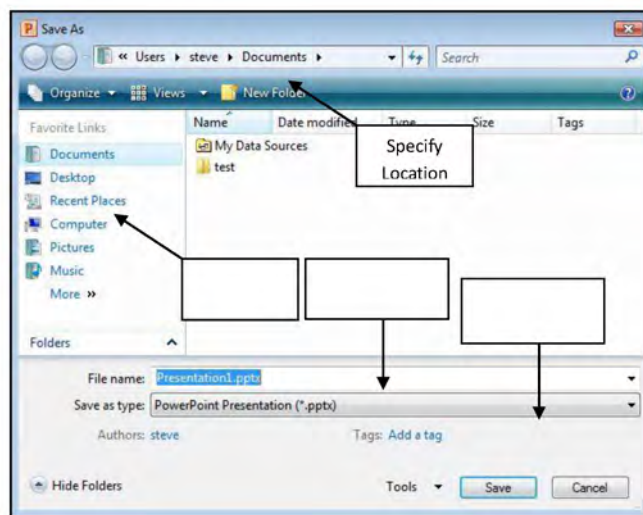 Save As
« Users ▸ steve ▸ Documents ▸ Search
Organize Views New Folder
Favorite Links
Name Date modified Type Size Tags
Documents
My Data Sources
Desktop
test
Recent Places
Computer
Pictures
Music
More »
Specify
Location
Folders
File name: Presentation1.pptx
Save as type: PowerPoint Presentation (*.pptx)
Authors: steve Tags: Add a tag
Hide Folders Tools Save Cancel